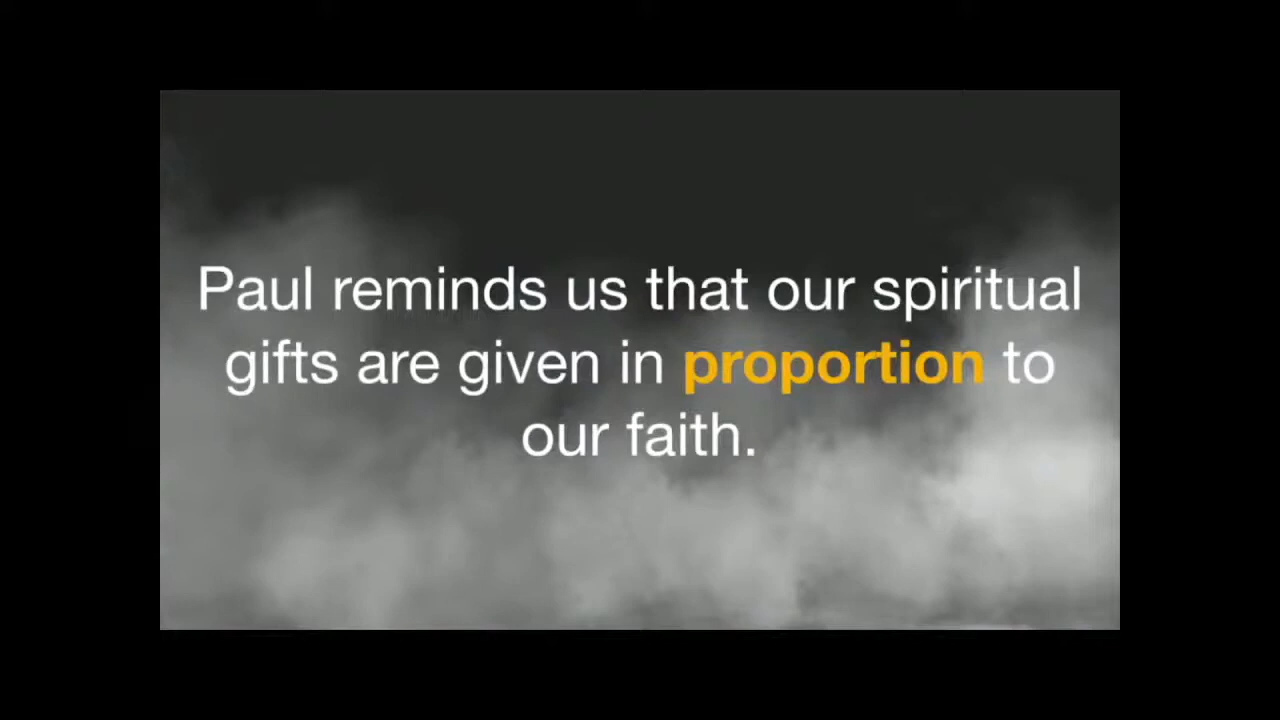 Paul reminds us that our spiritual
gifts are given in proportion to
our faith.